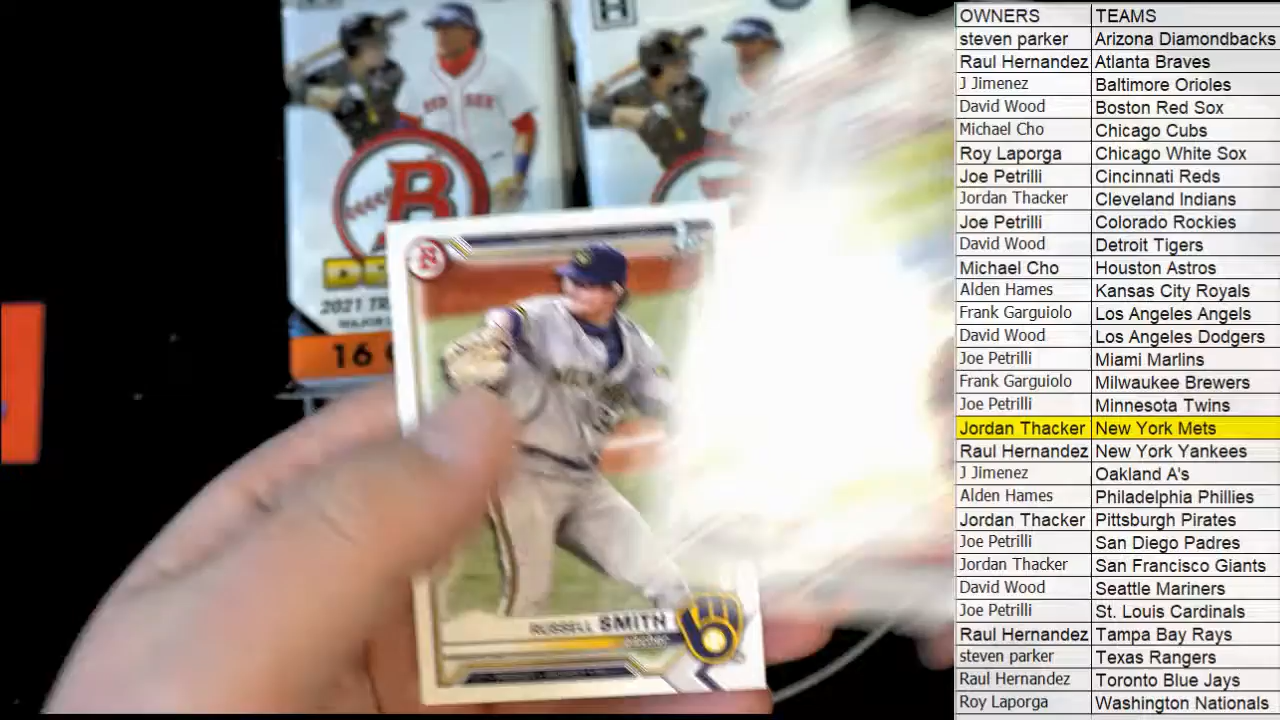 H
RED SOX
B
2021
16
RUSSELL SMITH
OWNERS TEAMS
steven parker Arizona Diamondbacks
Raul Hernandez Atlanta Braves
J Jimenez Baltimore Orioles
David Wood Boston Red Sox
Michael Cho Chicago Cubs
Roy Laporga Chicago White Sox
Joe Petrilli Cincinnati Reds
Jordan Thacker Cleveland Indians
Joe Petrilli Colorado Rockies
David Wood Detroit Tigers
Michael Cho Houston Astros
Alden Hames Kansas City Royals
Frank Garguiolo Los Angeles Angels
David Wood Los Angeles Dodgers
Joe Petrilli Miami Marlins
Frank Garguiolo Milwaukee Brewers
Joe Petrilli Minnesota Twins
Jordan Thacker New York Mets
Raul Hernandez New York Yankees
J Jimenez Oakland A's
Alden Hames Philadelphia Phillies
Jordan Thacker Pittsburgh Pirates
Joe Petrilli San Diego Padres
Jordan Thacker San Francisco Giants
David Wood Seattle Mariners
Joe Petrilli St. Louis Cardinals
Raul Hernandez Tampa Bay Rays
steven parker Texas Rangers
Raul Hernandez Toronto Blue Jays
Roy Laporga Washington Nationals